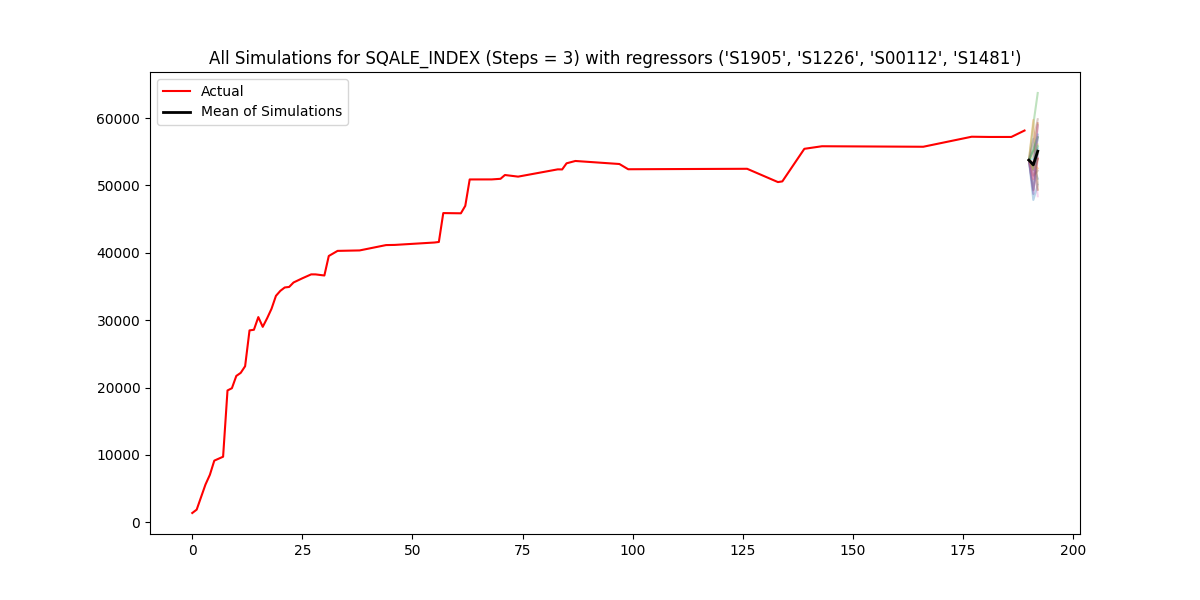 All Simulations for SQALE_INDEX (Steps = 3) with regressors ('S1905', 'S1226', 'S00112', 'S1481')
Actual
Mean of Simulations
60000
50000
40000
30000
20000
10000
0
0 25 50 75 100 125 150 175 200